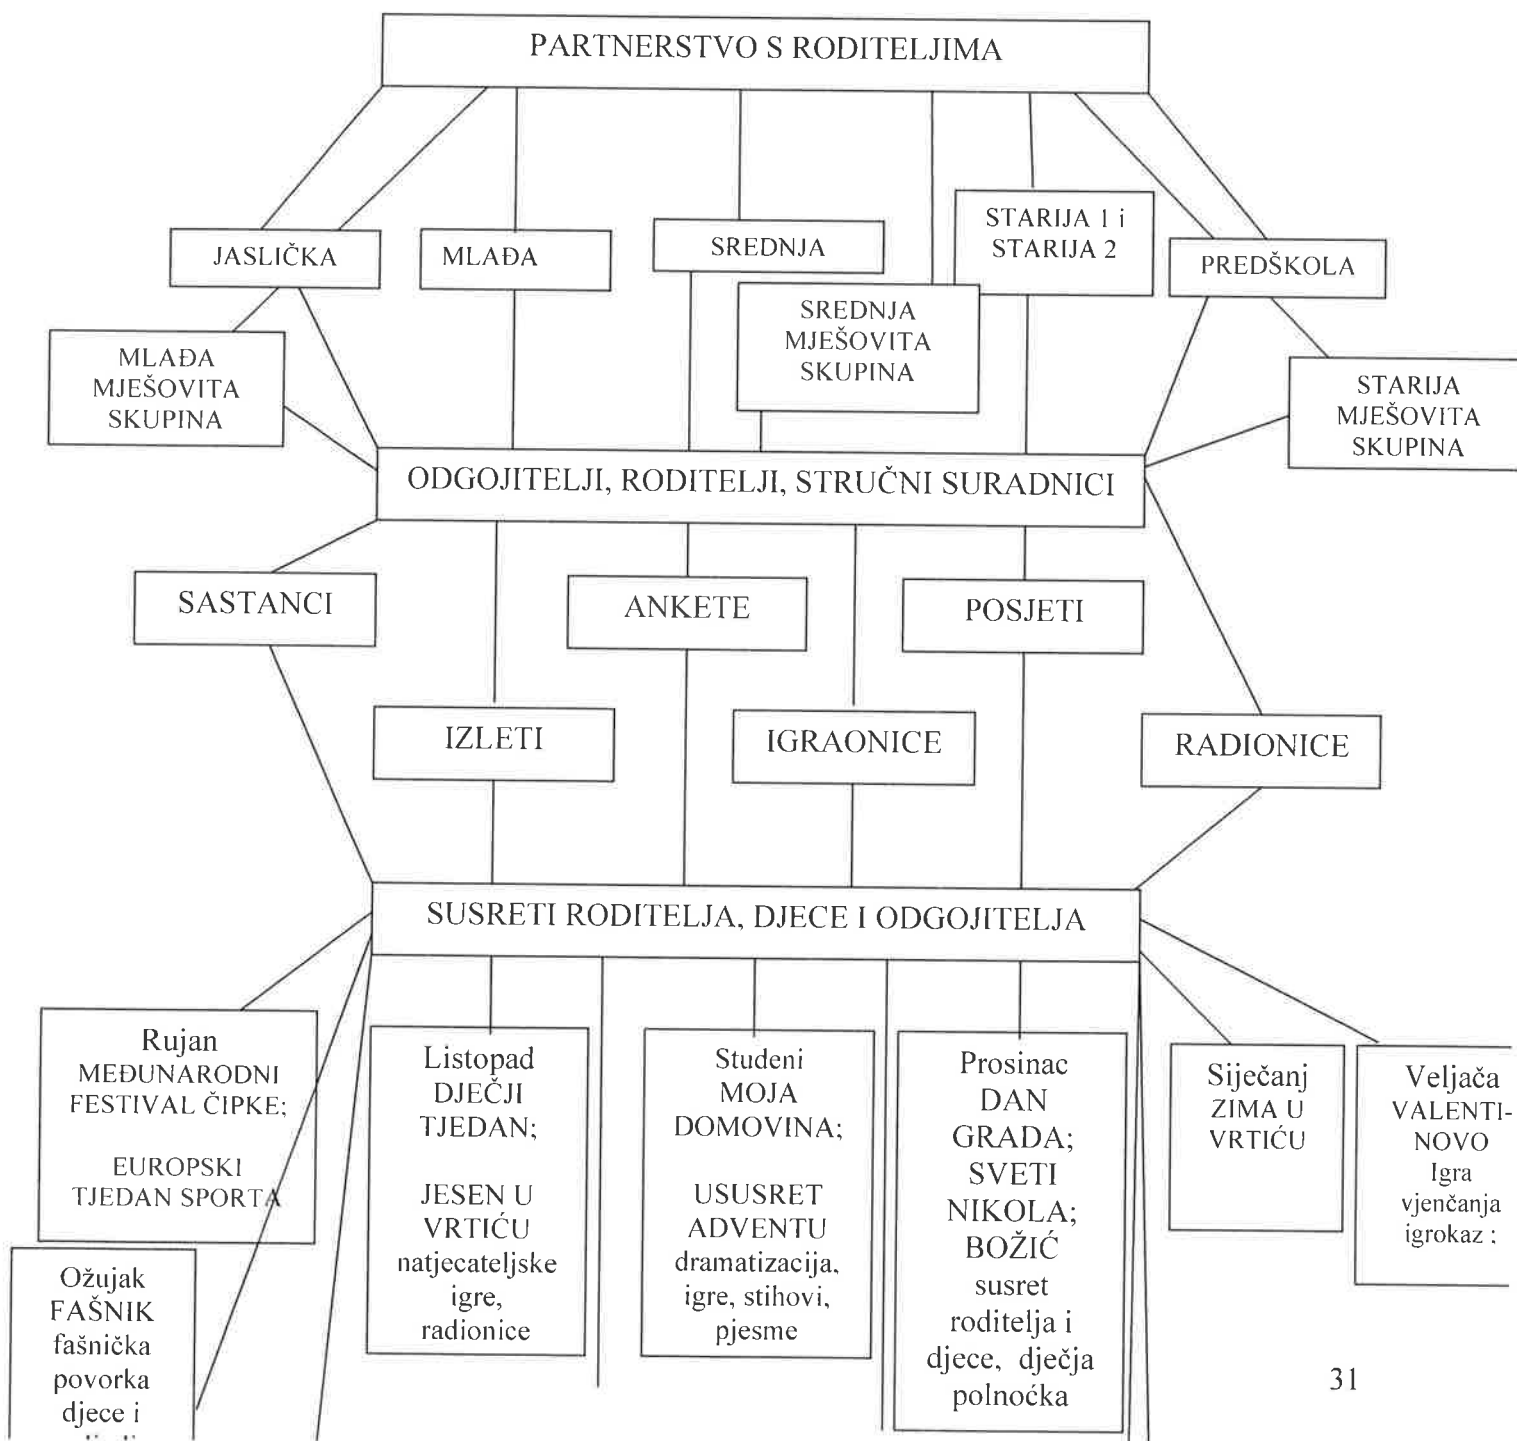 PARTNERSTVO S RODITELJIMA
JASLIČKA
MLAĐA
SREDNJA
STARIJA 1 i
STARIJA 2
PREDŠKOLA
MLAĐA
MJEŠOVITA
SKUPINA
SREDNJA
MJEŠOVITA
SKUPINA
STARIJA
MJEŠOVITA
SKUPINA
ODGOJITELJI, RODITELJI, STRUČNI SURADNICI
SASTANCI
ANKETE
POSJETI
IZLETI
IGRAONICE
RADIONICE
SUSRETI RODITELJA, DJECE I ODGOJITELJA
Rujan
MEĐUNARODNI
FESTIVAL ČIPKE;
EUROPSKI
TJEDAN SPORTA
Listopad
DJEČJI
TJEDAN;
JESEN U
VRTIĆU
natjecateljske
igre,
radionice
Studeni
MOJA
DOMOVINA;
USUSRET
ADVENTU
dramatizacija,
igre, stihovi,
pjesme
Prosinac
DAN
GRADA;
SVETI
NIKOLA;
BOŽIĆ
susret
roditelja i
djece, dječja
polnoćka
Siječanj
ZIMA U
VRTIĆU
Veljača
VALENTI-
NOVO
Igra
vjenčanja
igrokaz ;
Ožujak
FAŠNIK
fašnička
povorka
djece i
31